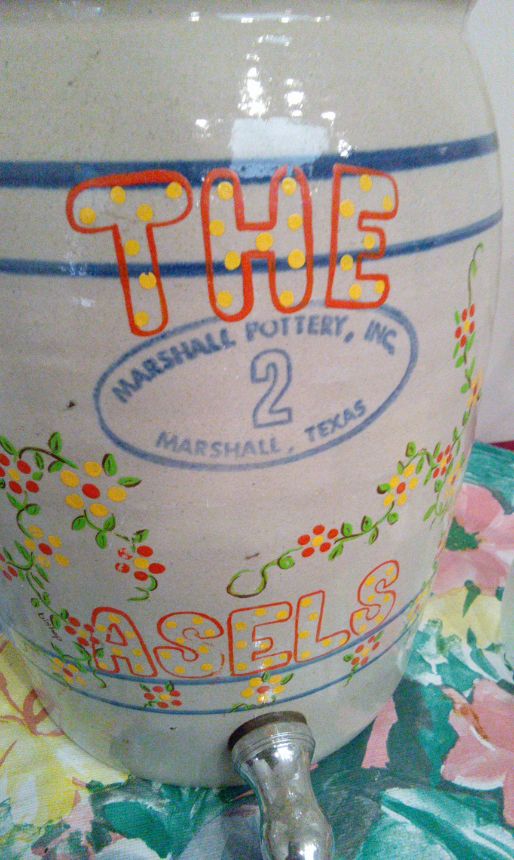 THE
MARSHALL POTTERY, INC.
2
MARSHALL, TEXAS
ASELS